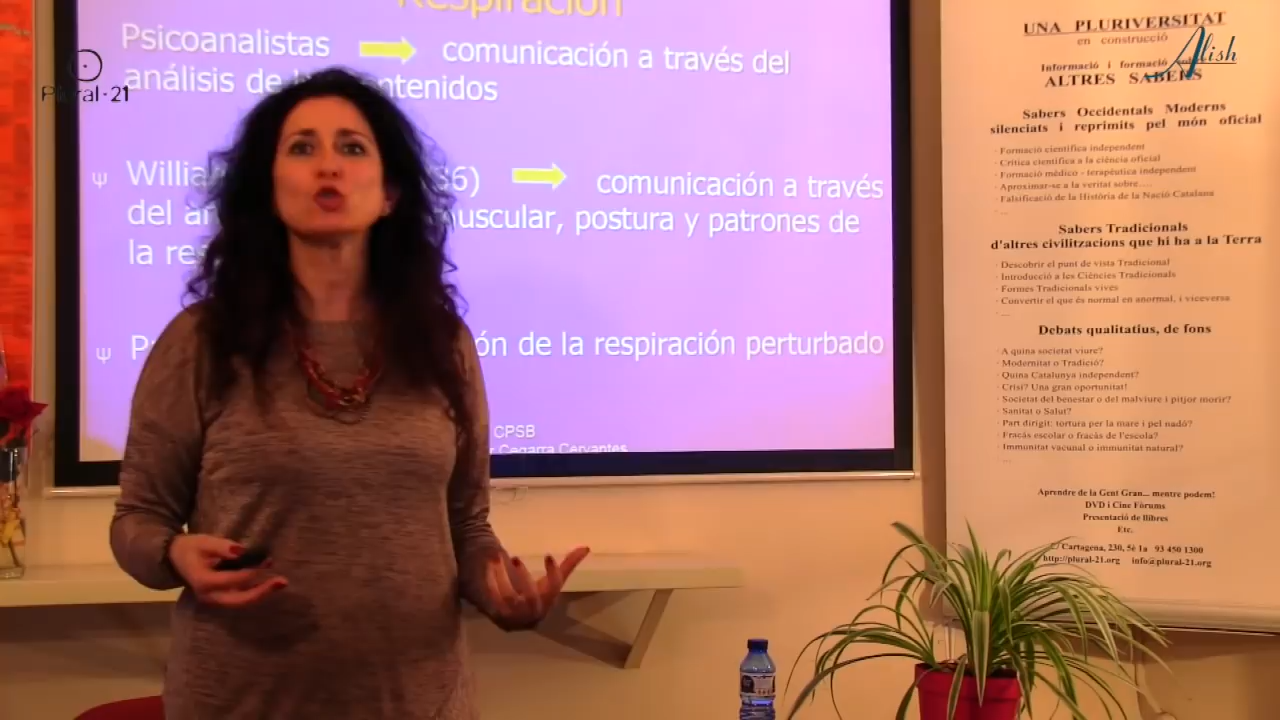 Respiración
Psicoanalistas comunicación a través del
análisis de contenidos
Plural·21
ψ 36) comunicación a través
del muscular, postura y patrones de
la
ψ de la respiración perturbado
CPSB
Cegarra Cervantes
UNA PLURIVERSITAT
en construcció
Alish
Informació i formació
ALTRES SABERS
Sabers Occidentals Moderns
silenciats i reprimits pel món oficial
· Formació científica independent
· Crítica científica a la ciència oficial
· Formació médico - terapèutica independent
· Aproximar-se a la veritat sobre.....
· Falsificació de la Història de la Nació Catalana
· ...
Sabers Tradicionals
d'altres civilitzacions que hi ha a la Terra
· Descobrir el punt de vista Tradicional
· Introducció a les Ciències Tradicionals
· Formes Tradicionals vives
· Convertir el que és normal en anormal, i viceversa
· ...
Debats qualitatius, de fons
· A quina societat viure?
· Modernitat o Tradició?
· Quina Catalunya independent?
· Crisi? Una gran oportunitat!
· Societat del benestar o del malviure i pitjor morir?
· Sanitat o Salut?
· Part dirigit: tortura per la mare i pel nadó?
· Fracàs escolar o fracàs de l'escola?
· Immunitat vacunal o immunitat natural?
...
Aprendre de la Gent Gran... mentre podem!
DVD i Cine Fòrums
Presentació de llibres
Etc.
C/ Cartagena, 230, 5è 1a 93 450 1300
http://plural-21.org info@plural-21.org